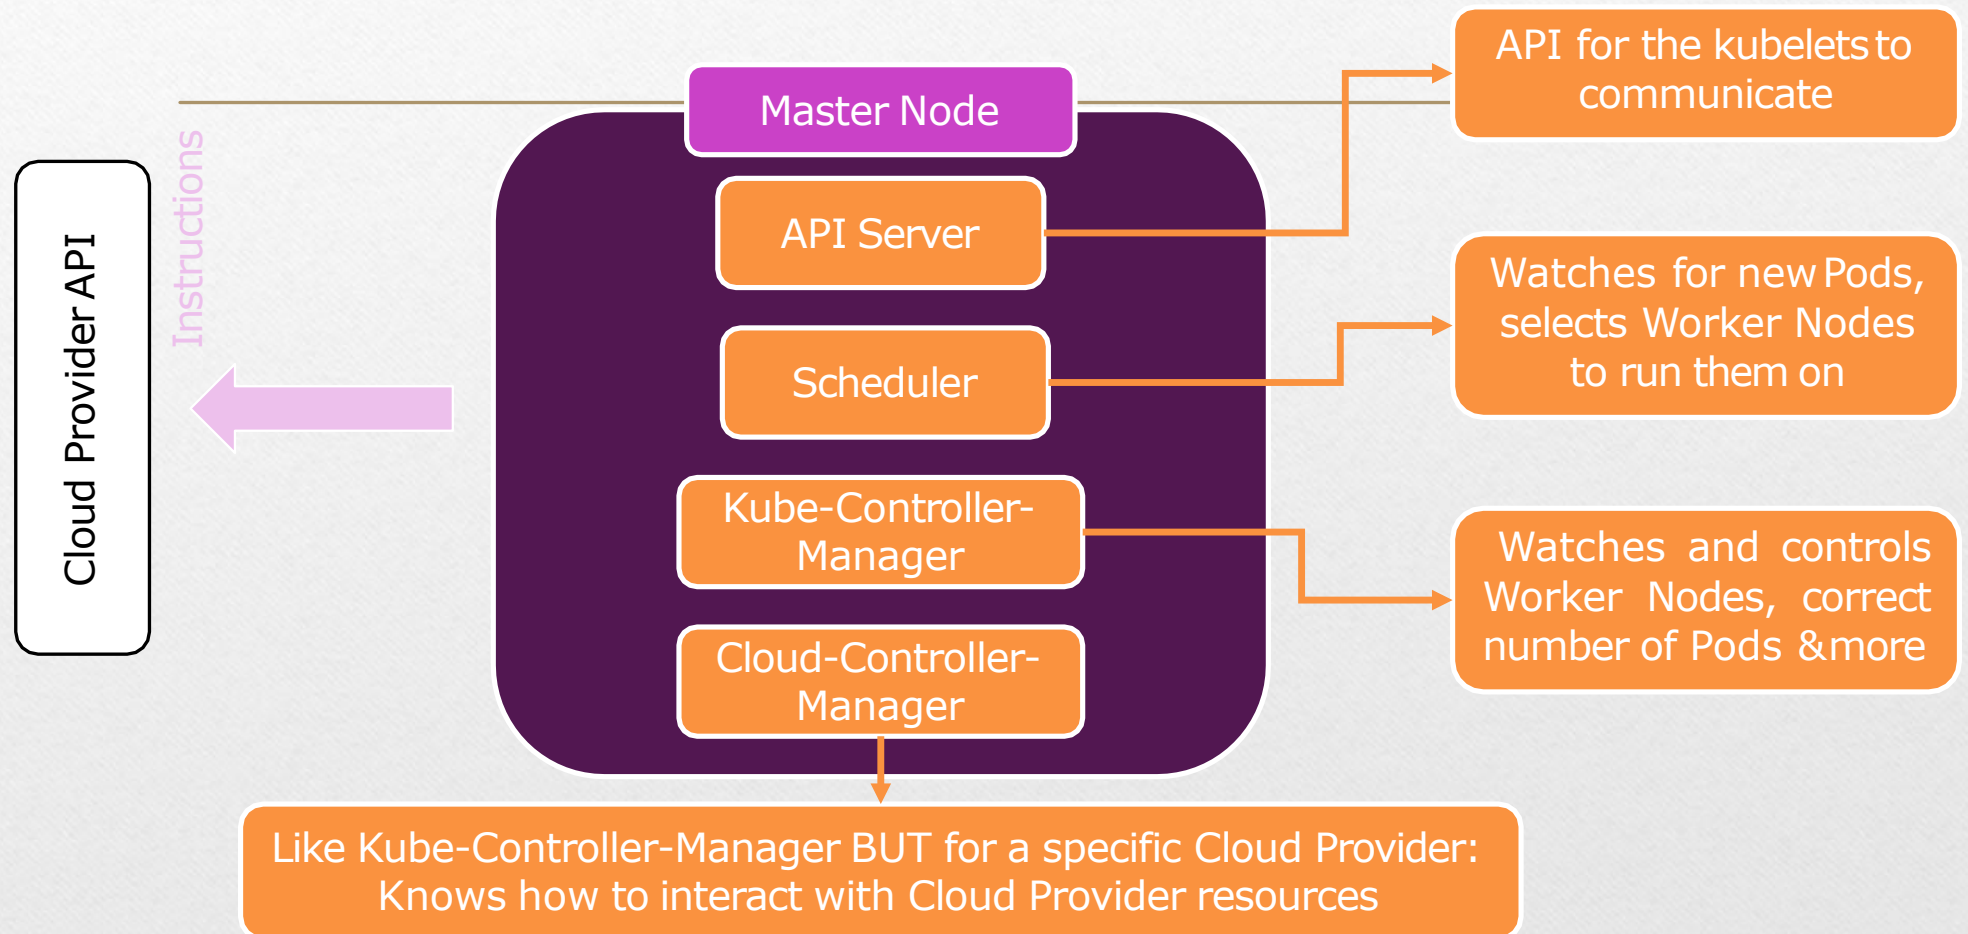 API for the kubelets to
communicate
Master Node
Instructions
Cloud Provider API
API Server
Watches for new Pods,
selects Worker Nodes
to run them on
Scheduler
Kube-Controller-
Manager
Watches and controls
Worker Nodes, correct
number of Pods &more
Cloud-Controller-
Manager
Like Kube-Controller-Manager BUT for a specific Cloud Provider:
Knows how to interact with Cloud Provider resources